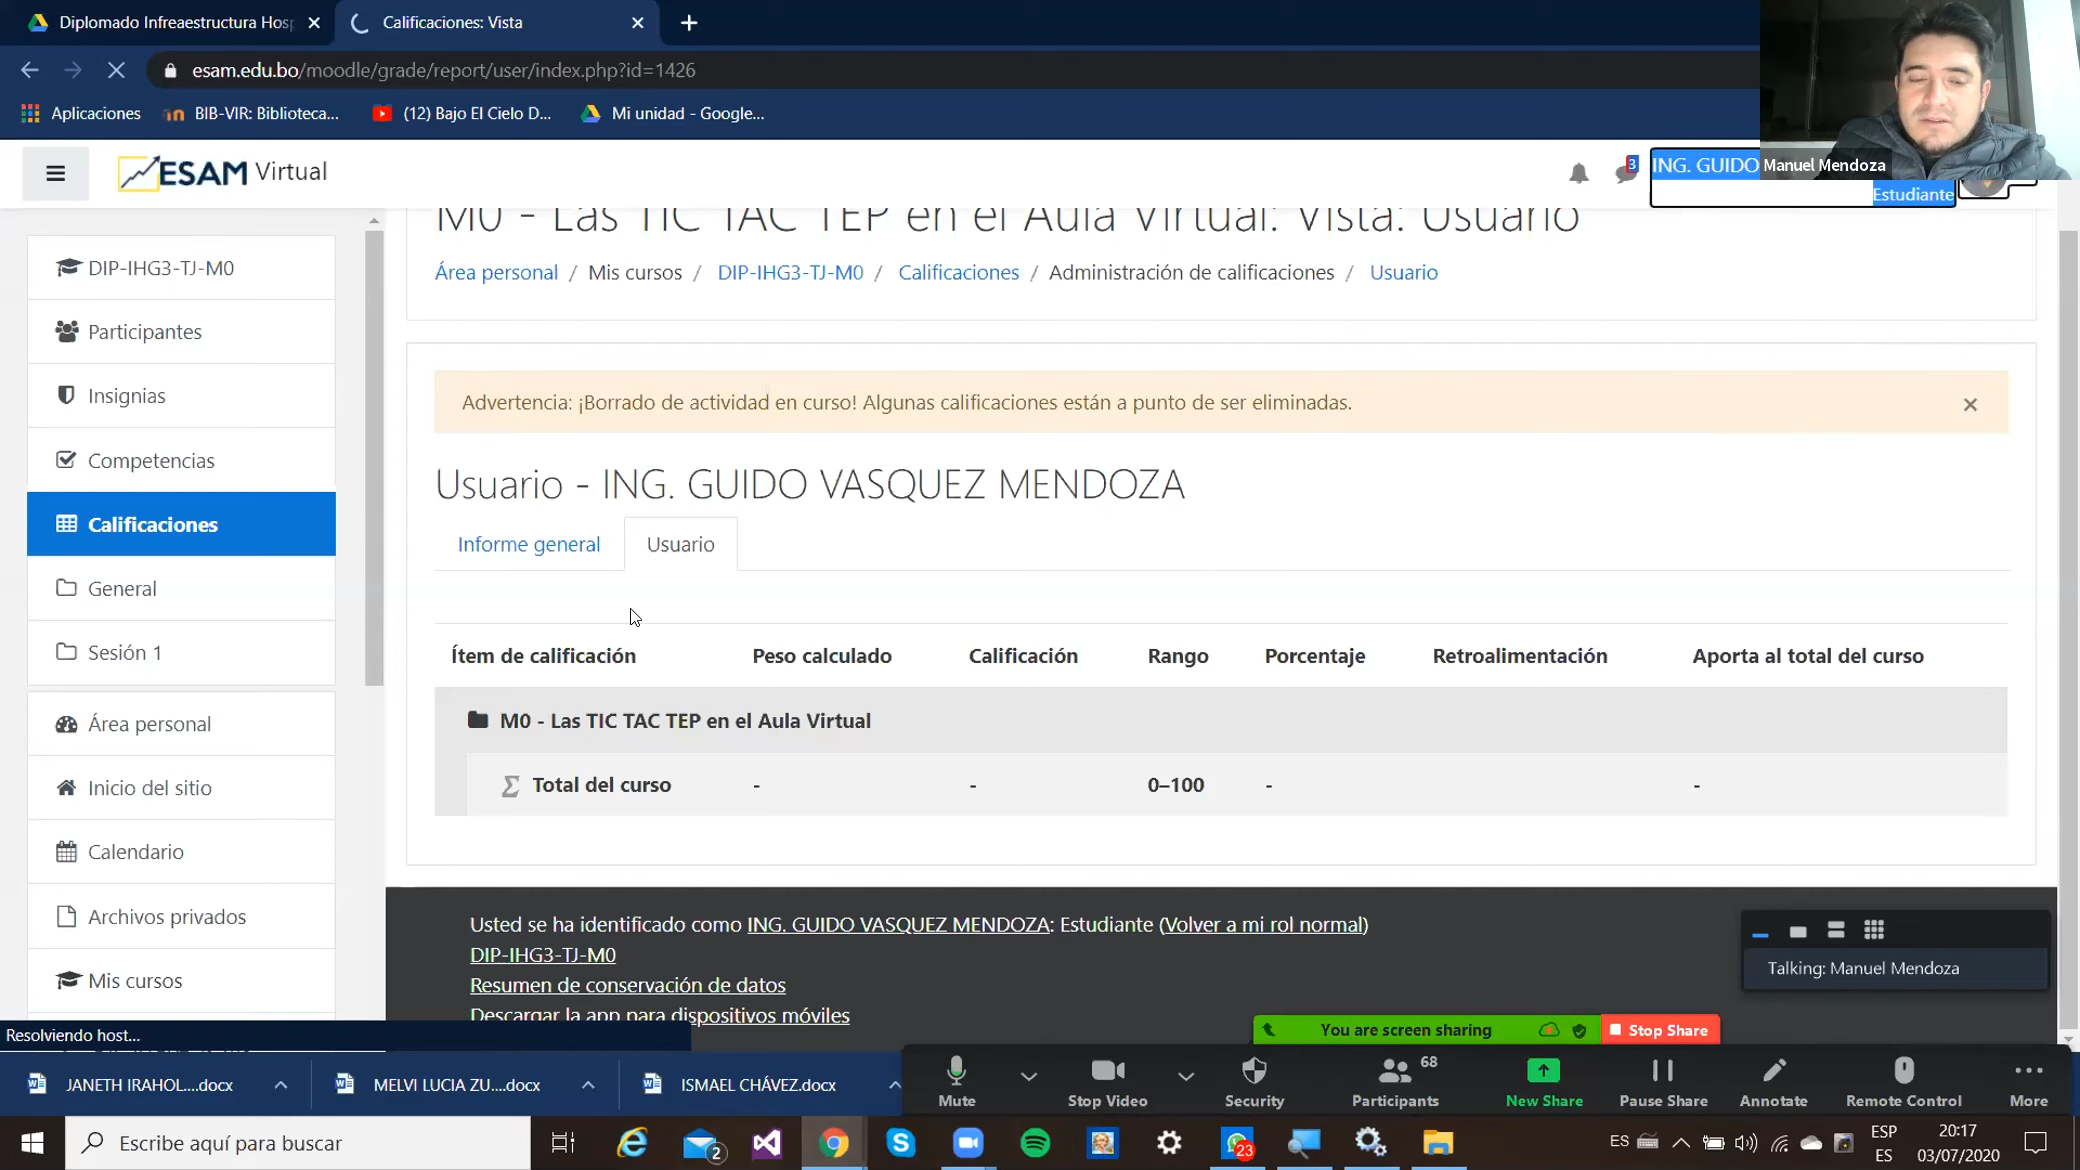 Diplomado Infreaestructura Hosp
Calificaciones: Vista
esam.edu.bo/moodle/grade/report/user/index.php?id=1426
Aplicaciones
BIB-VIR: Biblioteca...
(12) Bajo El Cielo D...
Mi unidad - Google...
ESAM Virtual
3
ING. GUIDO
Manuel Mendoza
Estudiante
M0 - Las TIC TAC TEP en el Aula Virtual: Vista: Usuario
Área personal / Mis cursos / DIP-IHG3-TJ-M0 / Calificaciones / Administración de calificaciones / Usuario
DIP-IHG3-TJ-M0
Participantes
Insignias
Competencias
Calificaciones
General
Sesión 1
Área personal
Inicio del sitio
Calendario
Archivos privados
Mis cursos
Advertencia: ¡Borrado de actividad en curso! Algunas calificaciones están a punto de ser eliminadas.
Usuario - ING. GUIDO VASQUEZ MENDOZA
Informe general
Usuario
Ítem de calificación Peso calculado Calificación Rango Porcentaje Retroalimentación Aporta al total del curso
M0 - Las TIC TAC TEP en el Aula Virtual
Total del curso - - 0–100 - -
Usted se ha identificado como ING. GUIDO VASQUEZ MENDOZA: Estudiante (Volver a mi rol normal)
DIP-IHG3-TJ-M0
Resumen de conservación de datos
Descargar la app para dispositivos móviles
Talking: Manuel Mendoza
Resolviendo host...
You are screen sharing
Stop Share
JANETH IRAHOL....docx
MELVI LUCIA ZU....docx
ISMAEL CHÁVEZ.docx
Mute
Stop Video
Security
Participants
68
New Share
Pause Share
Annotate
Remote Control
More
Escribe aquí para buscar
2
23
ES
ESP
ES
20:17
03/07/2020